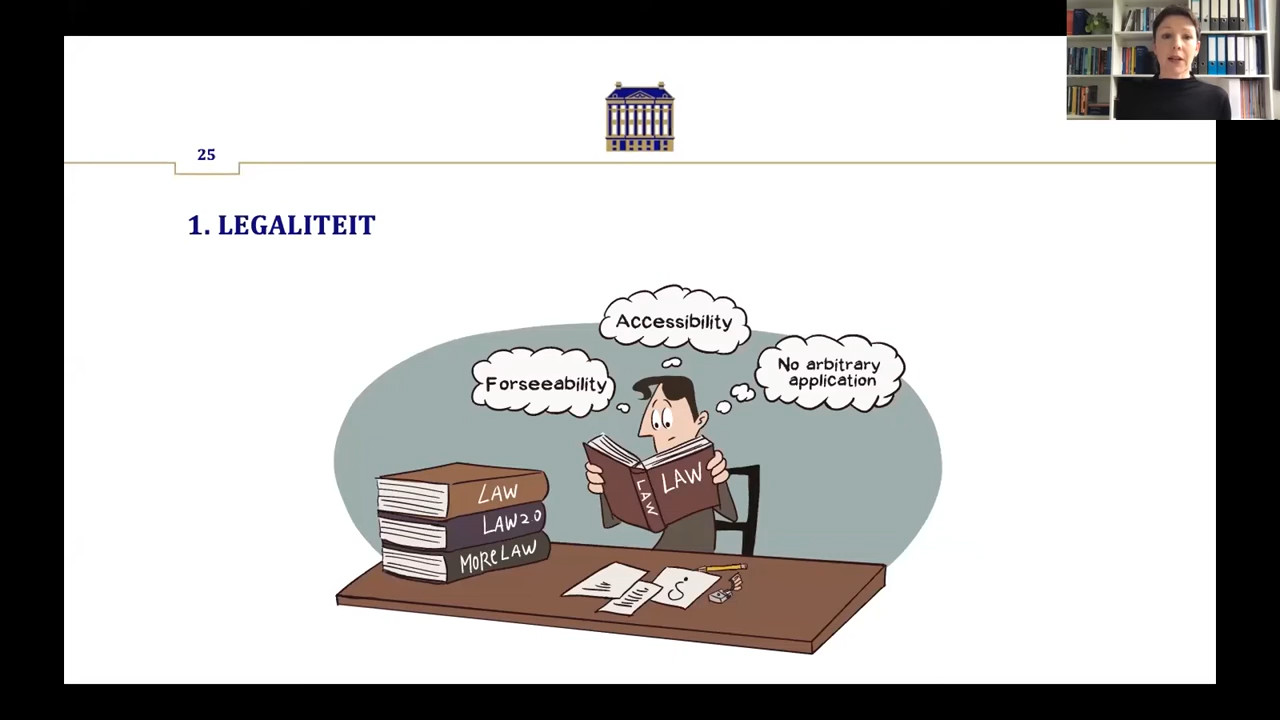 25
1. LEGALITEIT
Accessibility
Forseeability
No arbitrary
application
LAW
LAW
LAW
LAW 2.0
MORE LAW